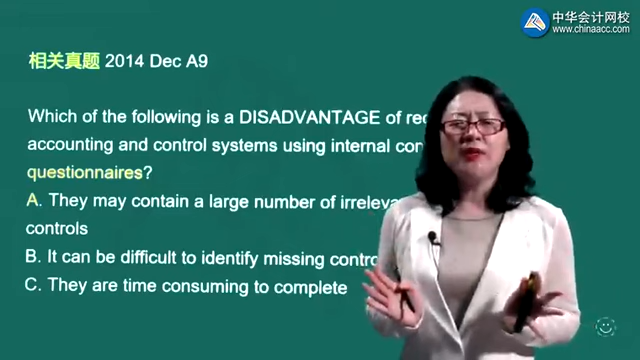 中华会计网校
www.chinaacc.com
相关真题 2014 Dec A9
Which of the following is a DISADVANTAGE of
accounting and control systems using internal
questionnaires?
A. They may contain a large number of
controls
B. It can be difficult to identify missing
C. They are time consuming to complete